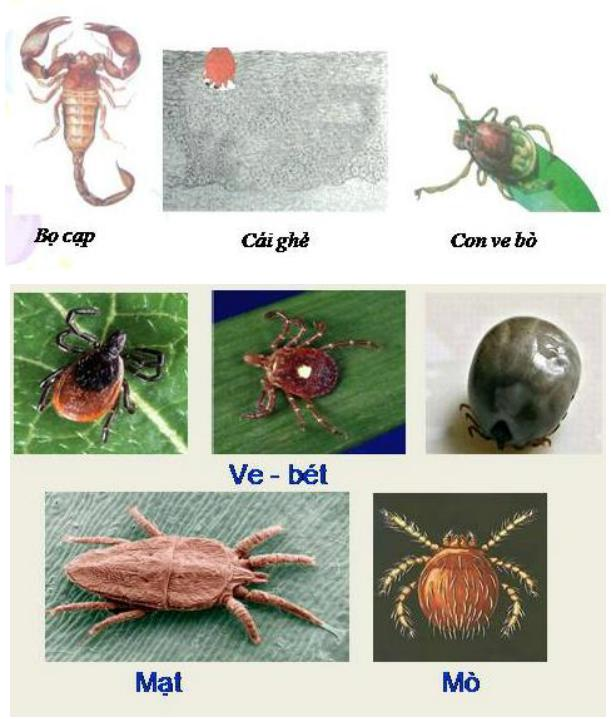 Bọ cạp
Cái ghẻ
Con ve bò
Ve - bét
Mạt
Mò